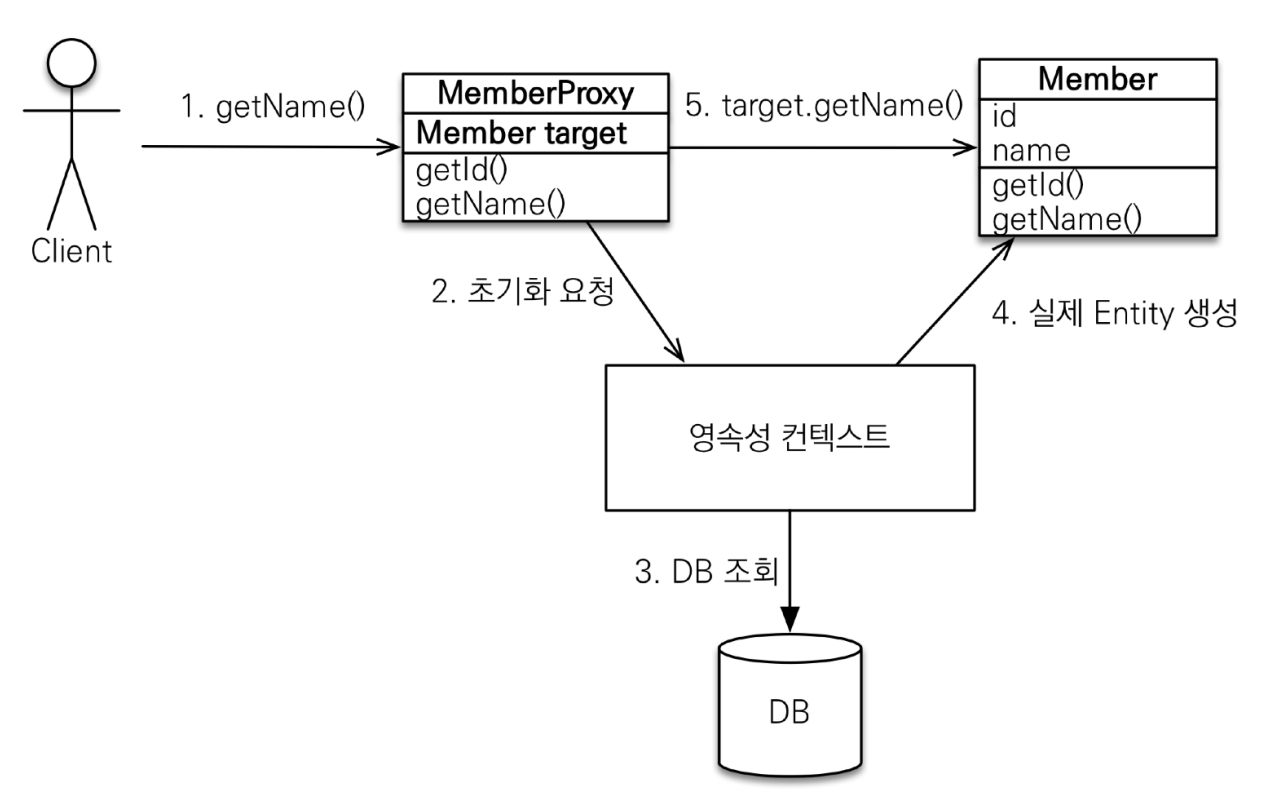 1. getName()
MemberProxy
Member target
getId()
getName()
5. target.getName()
Member
id
name
getId()
getName()
Client
2. 초기화 요청
4. 실제 Entity 생성
영속성 컨텍스트
3. DB 조회
DB